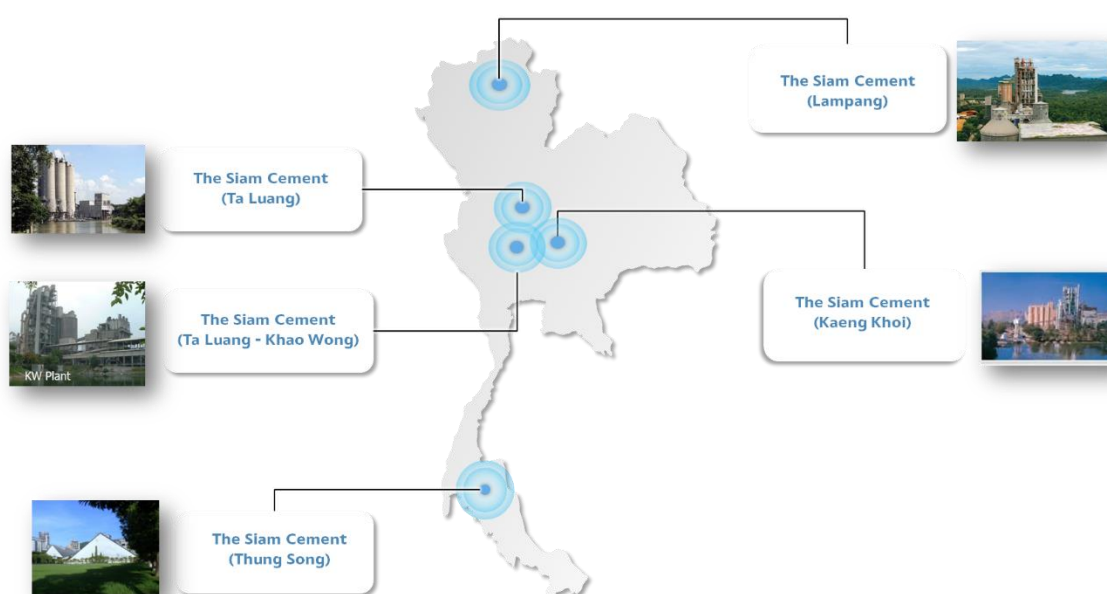 The Siam Cement
(Lampang)
The Siam Cement
(Ta Luang)
The Siam Cement
(Kaeng Khoi)
The Siam Cement
(Ta Luang - Khao Wong)
KW Plant
The Siam Cement
(Thung Song)